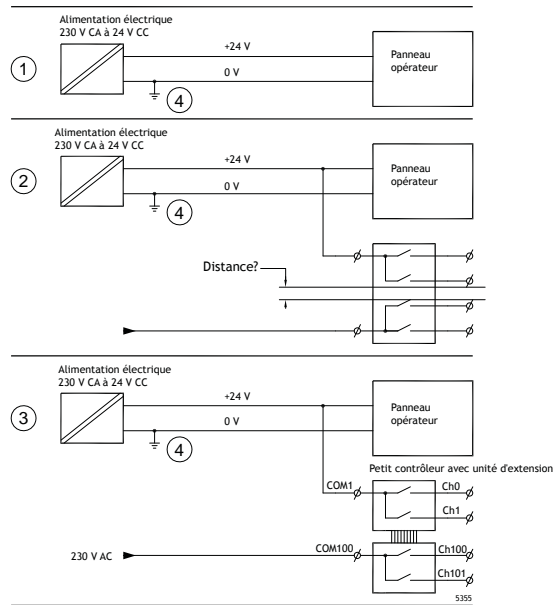 Alimentation électrique
230 V CA à 24 V CC
+24 V
0 V
Panneau
opérateur
1
4
Alimentation électrique
230 V CA à 24 V CC
+24 V
0 V
Panneau
opérateur
2
4
Distance?
Alimentation électrique
230 V CA à 24 V CC
+24 V
0 V
Panneau
opérateur
3
4
Petit contrôleur avec unité d'extension
COM1
Ch0
Ch1
230 V AC
COM100
Ch100
Ch101
5355